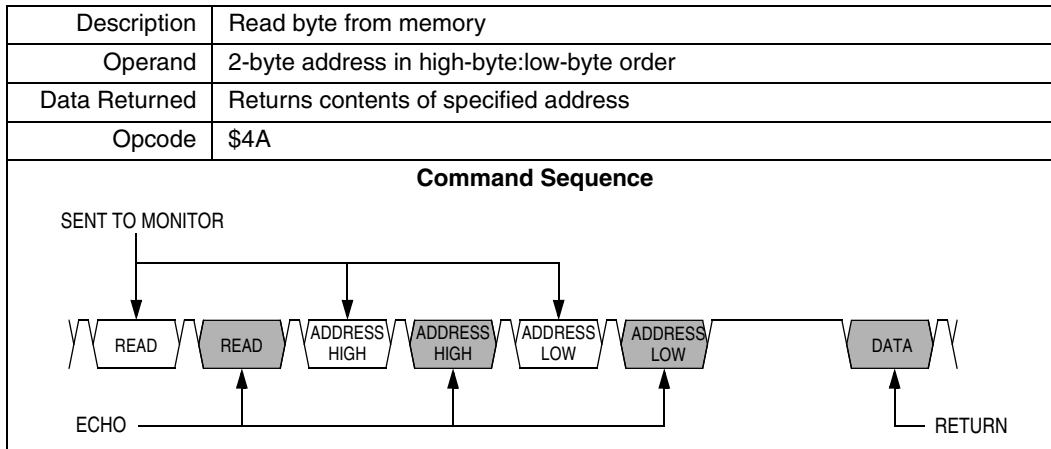 Description Read byte from memory
Operand 2-byte address in high-byte:low-byte order
Data Returned Returns contents of specified address
Opcode $4A
Command Sequence
SENT TO MONITOR
READ
READ
ADDRESS
HIGH
ADDRESS
HIGH
ADDRESS
LOW
ADDRESS
LOW
DATA
ECHO
RETURN